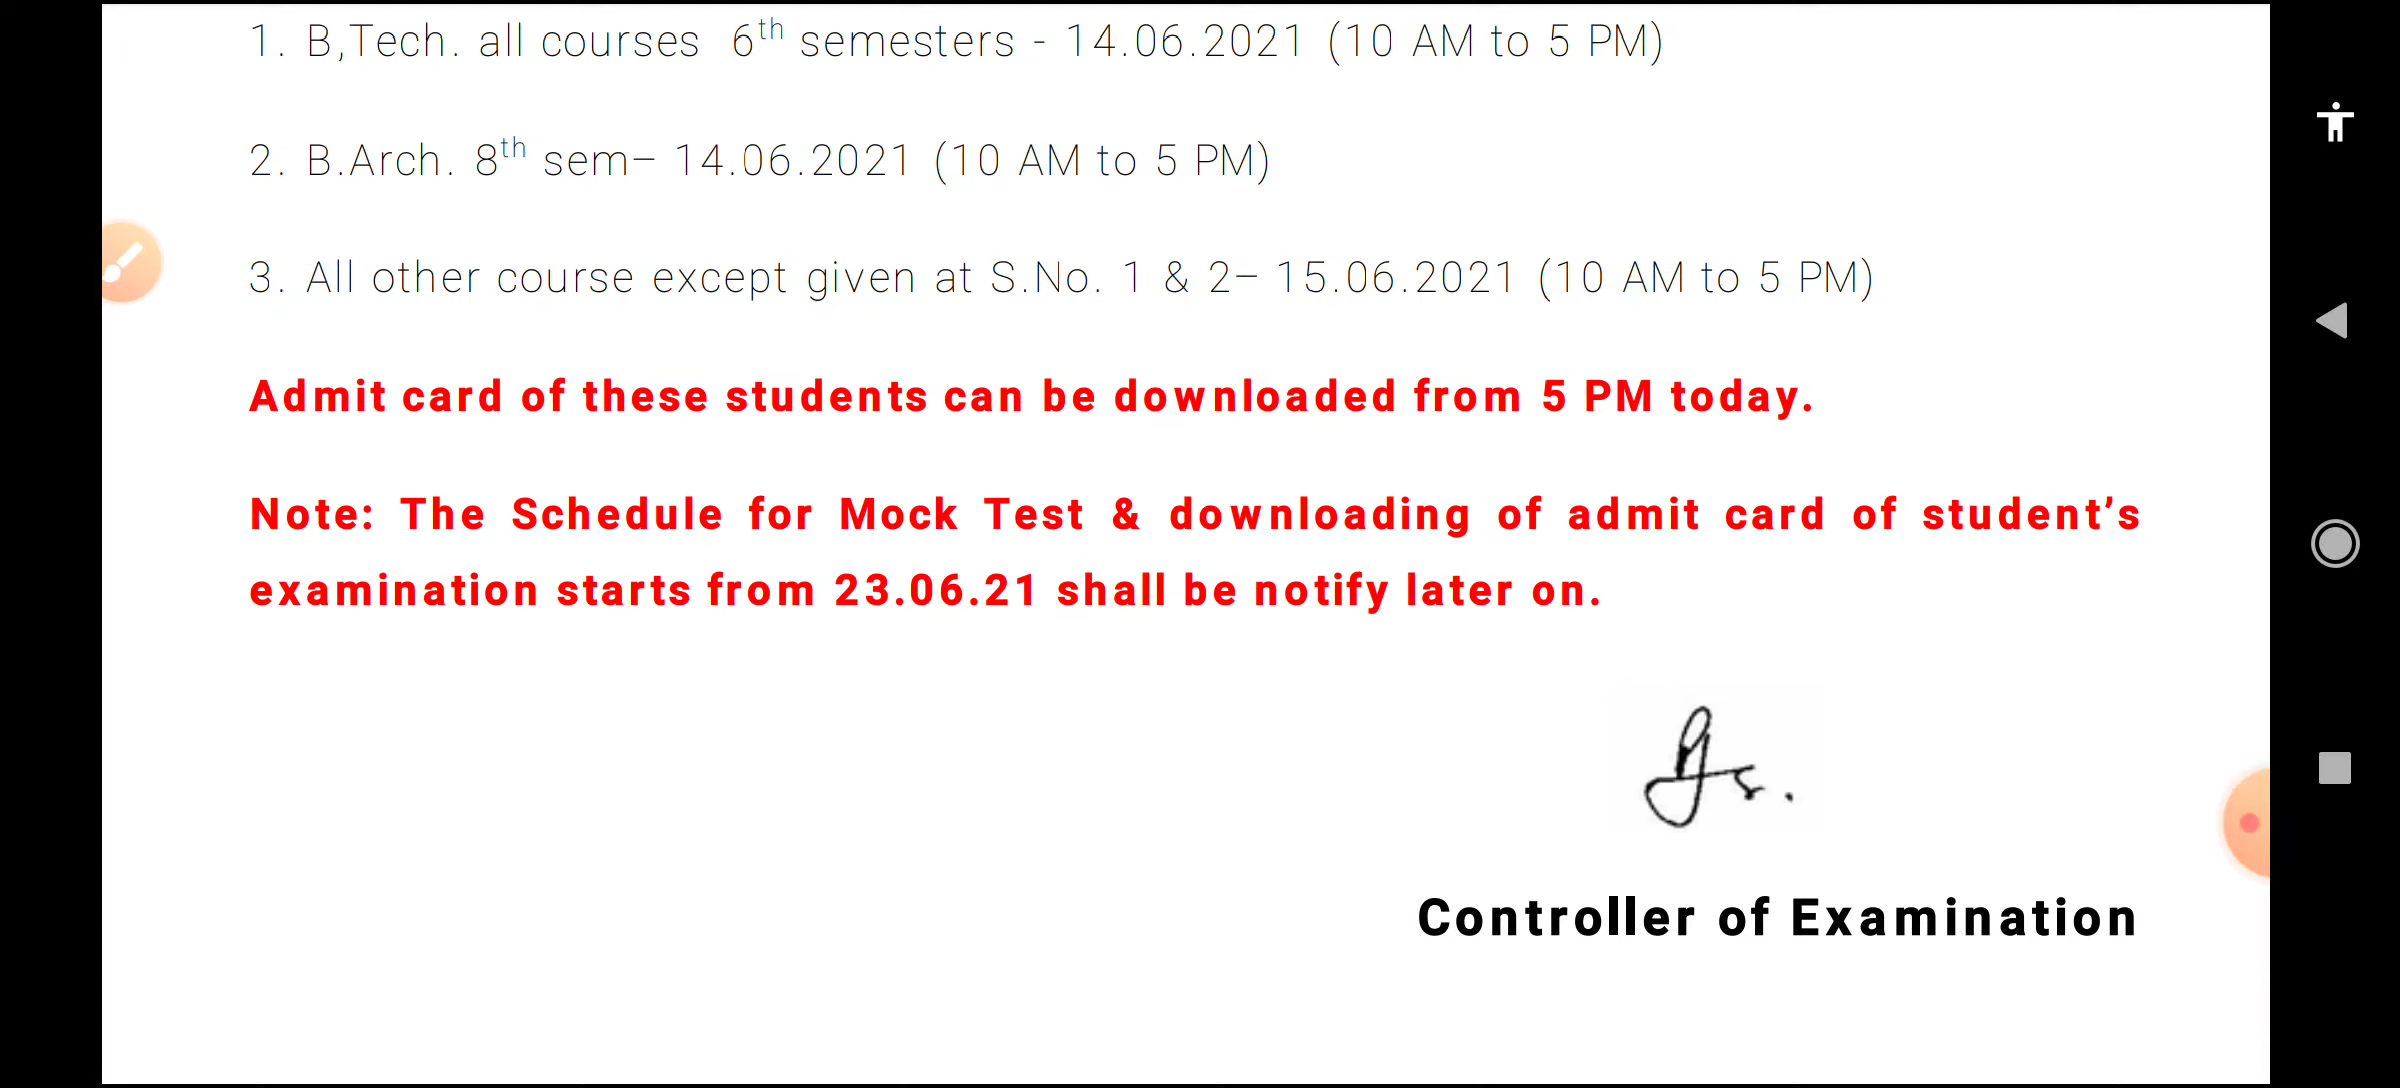 1. B,Tech. all courses 6th semesters - 14.06.2021 (10 AM to 5 PM)
2. B.Arch. 8th sem– 14.06.2021 (10 AM to 5 PM)
3. All other course except given at S.No. 1 & 2– 15.06.2021 (10 AM to 5 PM)
Admit card of these students can be downloaded from 5 PM today.
Note: The Schedule for Mock Test & downloading of admit card of student’s
examination starts from 23.06.21 shall be notify later on.
Controller of Examination